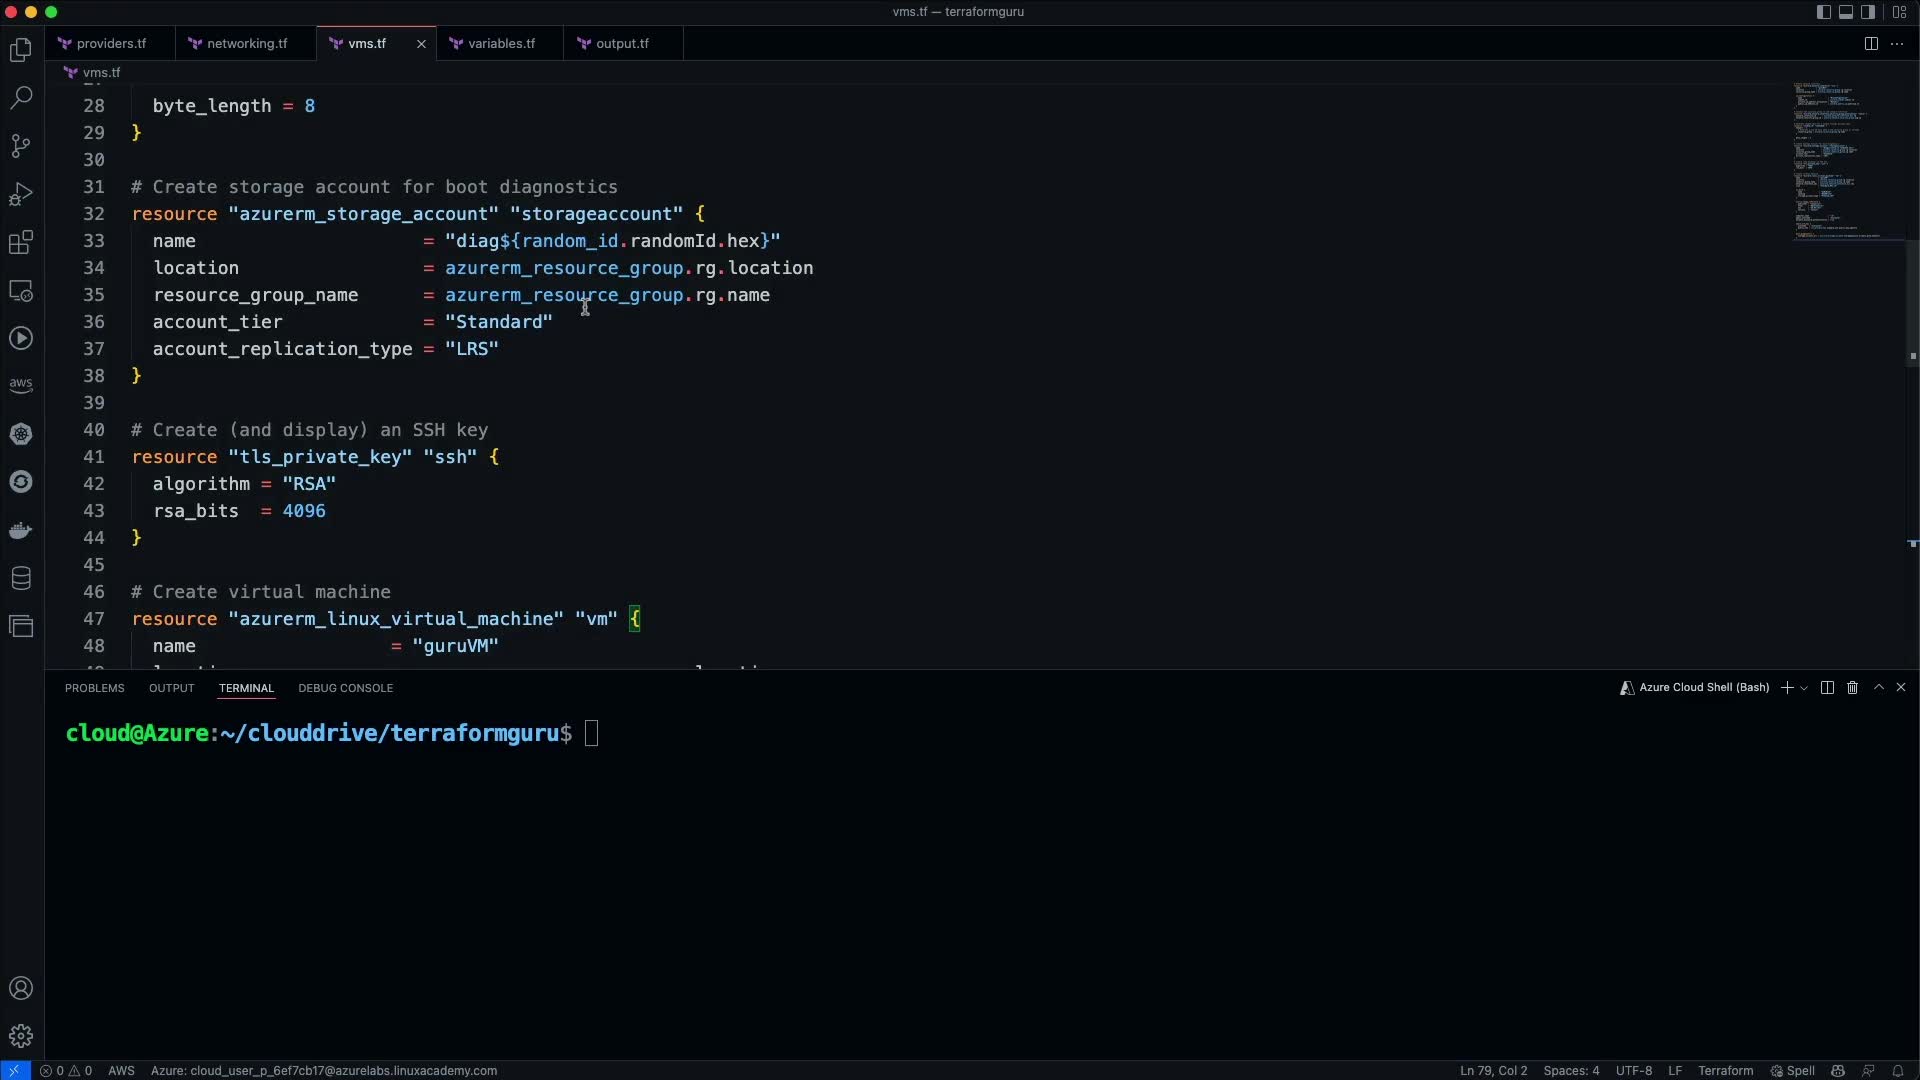 vms.tf — terraformguru
providers.tf
networking.tf
vms.tf
variables.tf
output.tf
vms.tf
28 byte_length = 8
29 }
30
31 # Create storage account for boot diagnostics
32 resource "azurerm_storage_account" "storageaccount" {
33 name = "diag${random_id.randomId.hex}"
34 location = azurerm_resource_group.rg.location
35 resource_group_name = azurerm_resource_group.rg.name
36 account_tier = "Standard"
37 account_replication_type = "LRS"
38 }
39
40 # Create (and display) an SSH key
41 resource "tls_private_key" "ssh" {
42 algorithm = "RSA"
43 rsa_bits = 4096
44 }
45
46 # Create virtual machine
47 resource "azurerm_linux_virtual_machine" "vm" {
48 name = "guruVM"
aws
PROBLEMS OUTPUT TERMINAL DEBUG CONSOLE
Azure Cloud Shell (Bash)
cloud@Azure:~/clouddrive/terraformguru$
0 0 AWS Azure: cloud_user_p_6ef7cb17@azurelabs.linuxacademy.com
Ln 79, Col 2 Spaces: 4 UTF-8 LF Terraform Spell